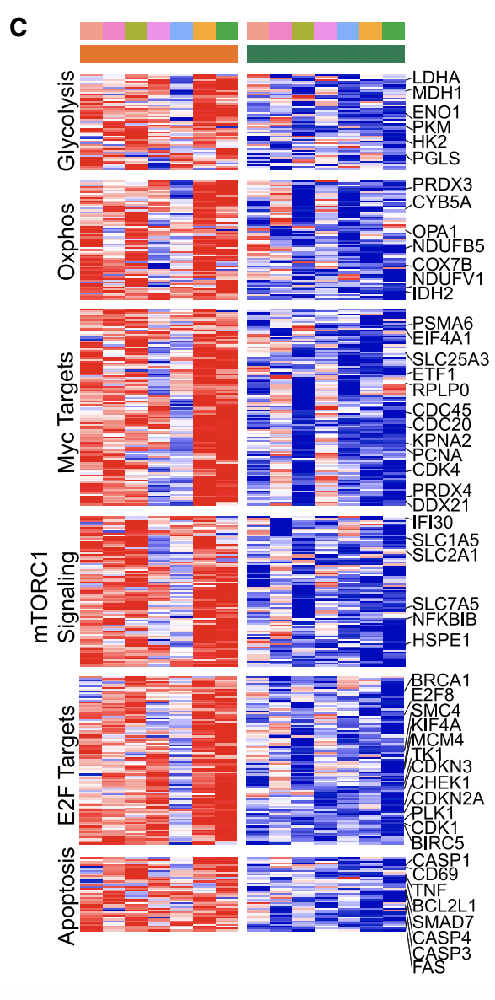 C
Glycolysis
LDHA
MDH1
ENO1
PKM
HK2
PGLS
Oxphos
PRDX3
CYB5A
OPA1
NDUFB5
COX7B
NDUFV1
IDH2
Myc Targets
PSMA6
EIF4A1
SLC25A3
ETF1
RPLP0
CDC45
CDC20
KPNA2
PCNA
CDK4
PRDX4
DDX21
mTORC1
Signaling
IFI30
SLC1A5
SLC2A1
SLC7A5
NFKBIB
HSPE1
E2F Targets
BRCA1
E2F8
SMC4
KIF4A
MCM4
TK1
CDKN3
CHEK1
CDKN2A
PLK1
CDK1
BIRC5
Apoptosis
CASP1
CD69
TNF
BCL2L1
SMAD7
CASP4
CASP3
FAS